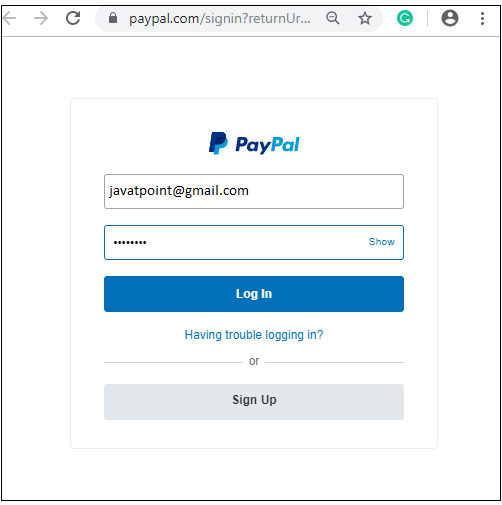 paypal.com/signin?returnUr...
PayPal
javatpoint@gmail.com
•••••••• Show
Log In
Having trouble logging in?
or
Sign Up